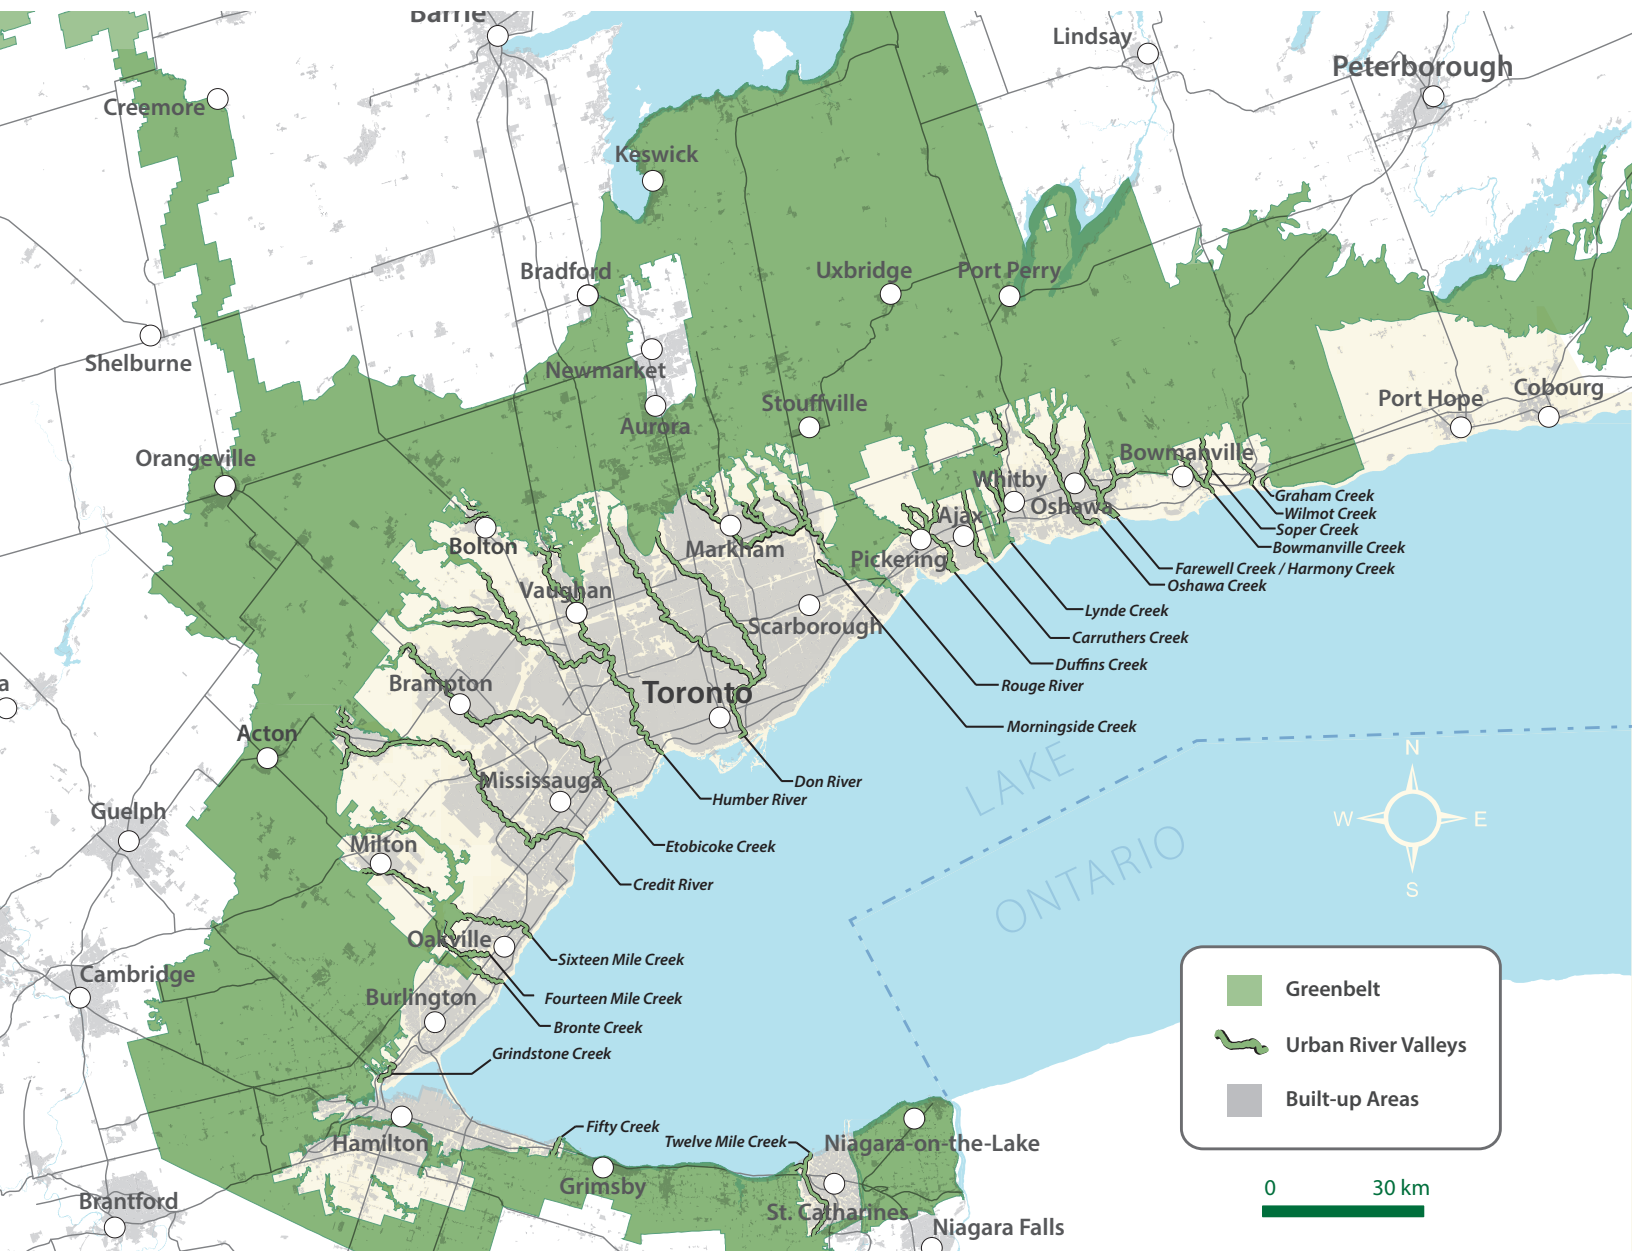 Barrie
Lindsay
Peterborough
Creemore
Keswick
Bradford
Uxbridge
Port Perry
Shelburne
Newmarket
Stouffville
Aurora
Port Hope
Cobourg
Orangeville
Bowmanville
Whitby
Oshawa
Ajax
Bolton
Markham
Pickering
Vaughan
Scarborough
Graham Creek
Wilmot Creek
Soper Creek
Bowmanville Creek
Farewell Creek / Harmony Creek
Oshawa Creek
Lynde Creek
Carruthers Creek
Duffins Creek
Rouge River
Morningside Creek
a
Brampton
Toronto
Acton
Mississauga
Don River
Humber River
Guelph
Milton
Etobicoke Creek
Credit River
LAKE
ONTARIO
N
W
E
S
Oakville
Sixteen Mile Creek
Cambridge
Burlington
Fourteen Mile Creek
Bronte Creek
Grindstone Creek
Greenbelt
Urban River Valleys
Built-up Areas
Hamilton
Fifty Creek
Twelve Mile Creek
Niagara-on-the-Lake
Grimsby
Brantford
St. Catharines
Niagara Falls
0 30 km